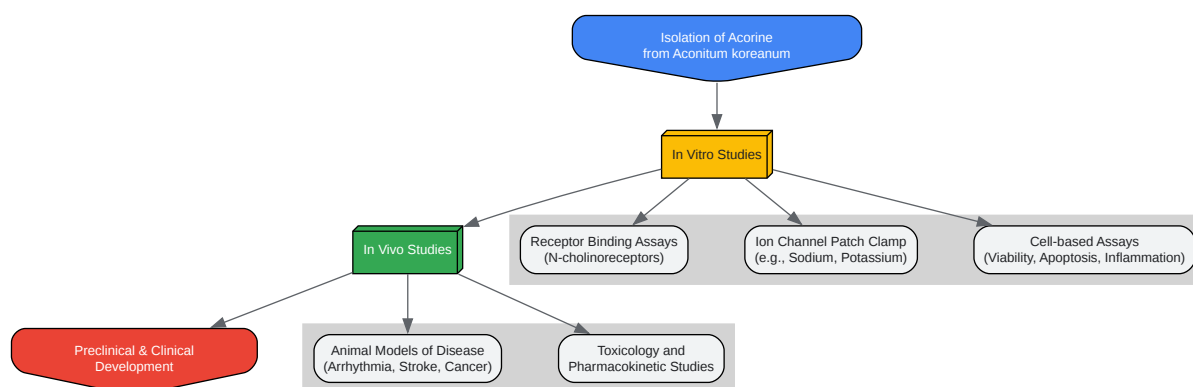 Isolation of Acorine
from Aconitum koreanum
In Vitro Studies
In Vivo Studies
Receptor Binding Assays
(N-cholinoreceptors)
Ion Channel Patch Clamp
(e.g., Sodium, Potassium)
Cell-based Assays
(Viability, Apoptosis, Inflammation)
Preclinical & Clinical
Development
Animal Models of Disease
(Arrhythmia, Stroke, Cancer)
Toxicology and
Pharmacokinetic Studies